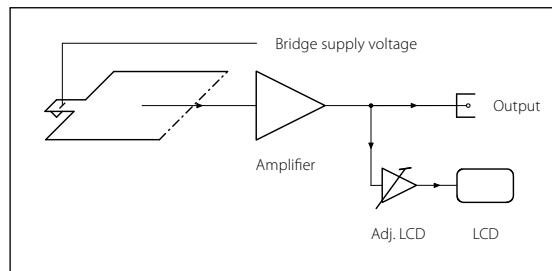 Bridge supply voltage
Output
Amplifier
Adj. LCD
LCD